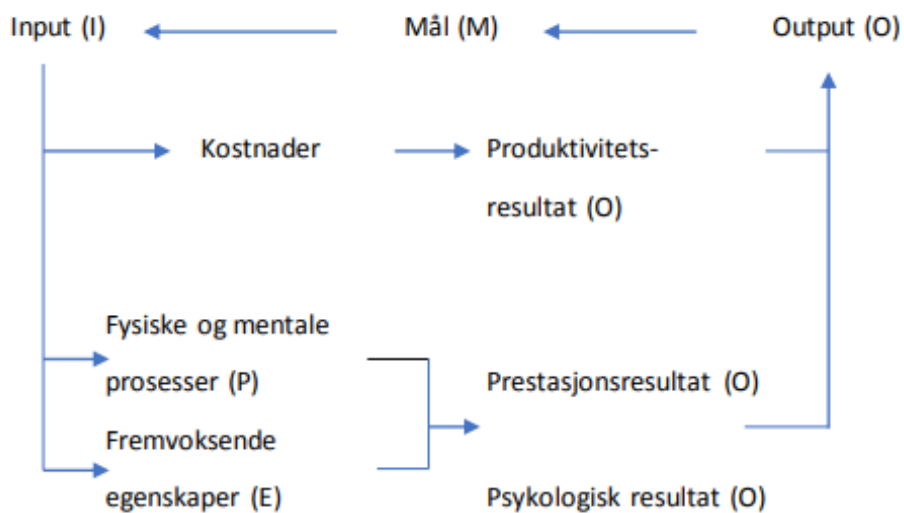 Input (I)
Mål (M)
Output (O)
Kostnader
Produktivitets-
resultat (O)
Fysiske og mentale
prosesser (P)
Prestasjonsresultat (O)
Fremvoksende
egenskaper (E)
Psykologisk resultat (O)